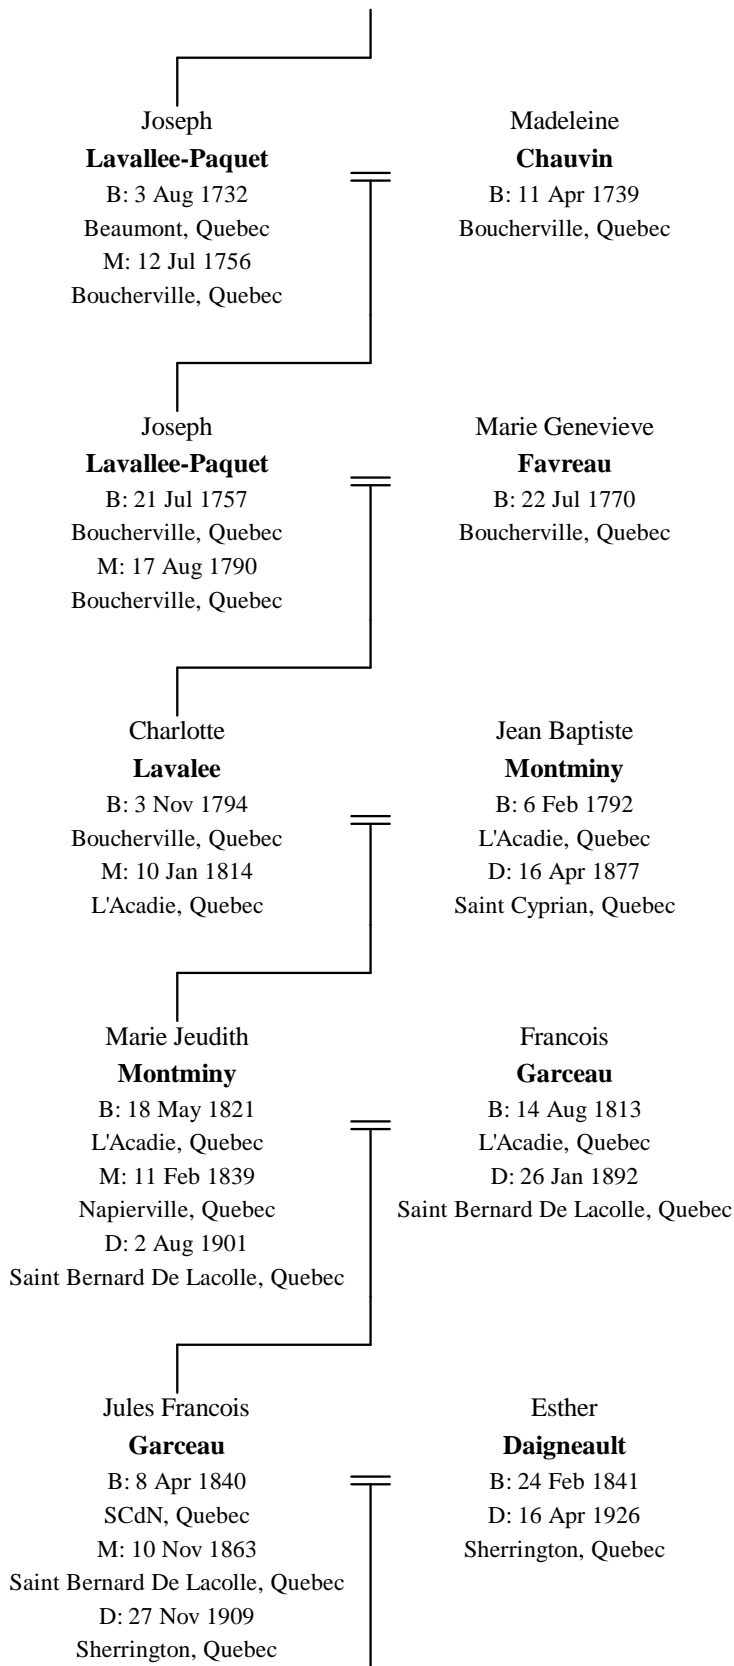 Joseph
Lavallee-Paquet
B: 3 Aug 1732
Beaumont, Quebec
M: 12 Jul 1756
Boucherville, Quebec
Madeleine
Chauvin
B: 11 Apr 1739
Boucherville, Quebec
Joseph
Lavallee-Paquet
B: 21 Jul 1757
Boucherville, Quebec
M: 17 Aug 1790
Boucherville, Quebec
Marie Genevieve
Favreau
B: 22 Jul 1770
Boucherville, Quebec
Charlotte
Lavalee
B: 3 Nov 1794
Boucherville, Quebec
M: 10 Jan 1814
L'Acadie, Quebec
Jean Baptiste
Montminy
B: 6 Feb 1792
L'Acadie, Quebec
D: 16 Apr 1877
Saint Cyprian, Quebec
Marie Jeudith
Montminy
B: 18 May 1821
L'Acadie, Quebec
M: 11 Feb 1839
Napierville, Quebec
D: 2 Aug 1901
Saint Bernard De Lacolle, Quebec
Francois
Garceau
B: 14 Aug 1813
L'Acadie, Quebec
D: 26 Jan 1892
Saint Bernard De Lacolle, Quebec
Jules Francois
Garceau
B: 8 Apr 1840
SCdN, Quebec
M: 10 Nov 1863
Saint Bernard De Lacolle, Quebec
D: 27 Nov 1909
Sherrington, Quebec
Esther
Daigneault
B: 24 Feb 1841
D: 16 Apr 1926
Sherrington, Quebec